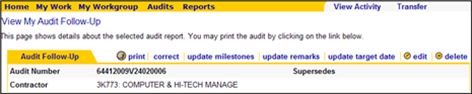 Home My Work My Workgroup Audits Reports View Activity Transfer
View My Audit Follow-Up
This page shows details about the selected audit report. You may print the audit by clicking on the link below.
Audit Follow-Up print correct update milestones update remarks update target date edit delete
Audit Number 64412009V24020006 Supersedes
Contractor 3K773: COMPUTER & HI-TECH MANAGE